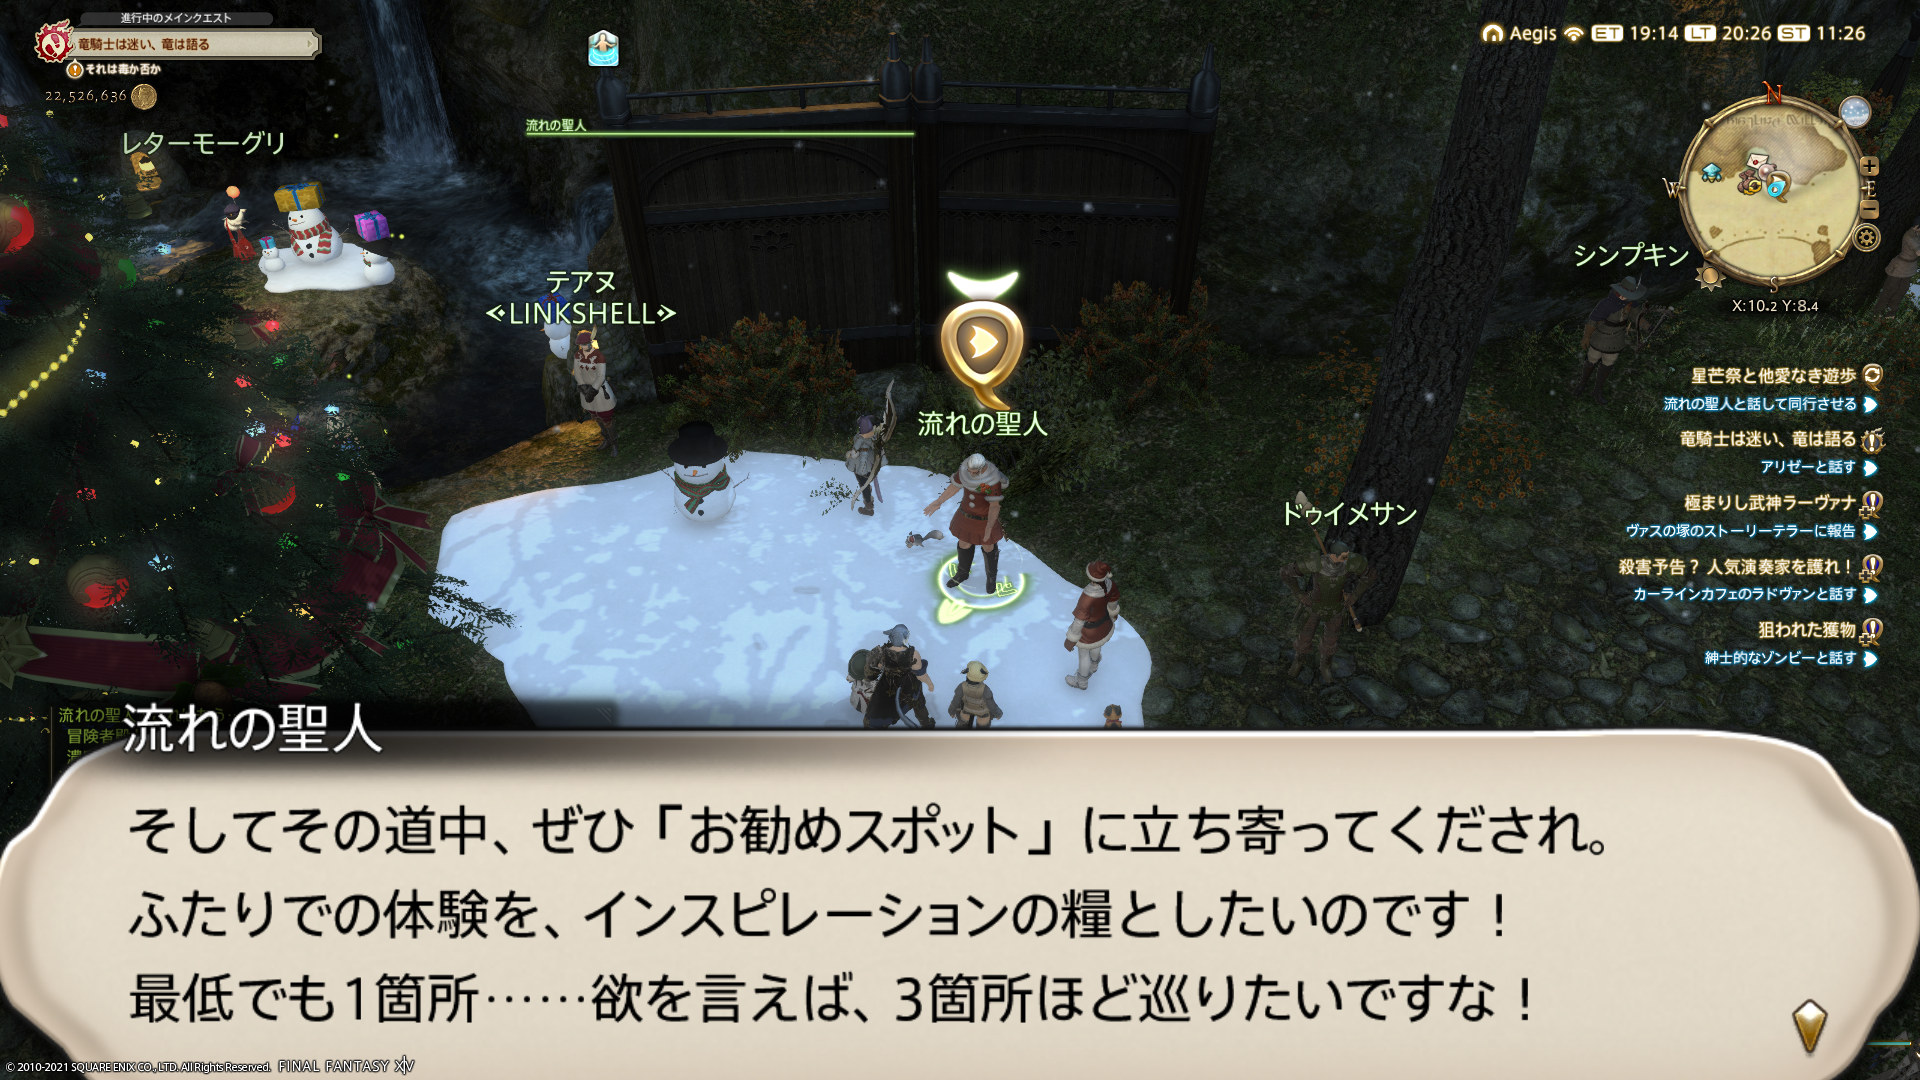 進行中のメインクエスト
竜騎士は迷い、竜は語る
それは毒か否か
22,526,636
Aegis ET 19:14 LT 20:26 ST 11:26
レターモーグリ
流れの聖人
テアヌ
<LINKSHELL>
流れの聖人
シンプキン
ドゥイメサン
N
W
E
S
X:10.2 Y:8.4
星芒祭と他愛なき遊歩
流れの聖人と話して同行させる
竜騎士は迷い、竜は語る
アリゼーと話す
極まりし武神ラーヴァナ
ヴァスの塚のストーリーテラーに報告
殺害予告？ 人気演奏家を護れ！
カーラインカフェのラドヴァンと話す
狙われた獲物
紳士的なゾンビーと話す
流れの聖
冒険者
流れの聖人
そしてその道中、ぜひ「お勧めスポット」に立ち寄ってくだされ。
ふたりでの体験を、インスピレーションの糧としたいのです！
最低でも1箇所……欲を言えば、3箇所ほど巡りたいですな！
© 2010-2021 SQUARE ENIX CO., LTD. All Rights Reserved. FINAL FANTASY XIV